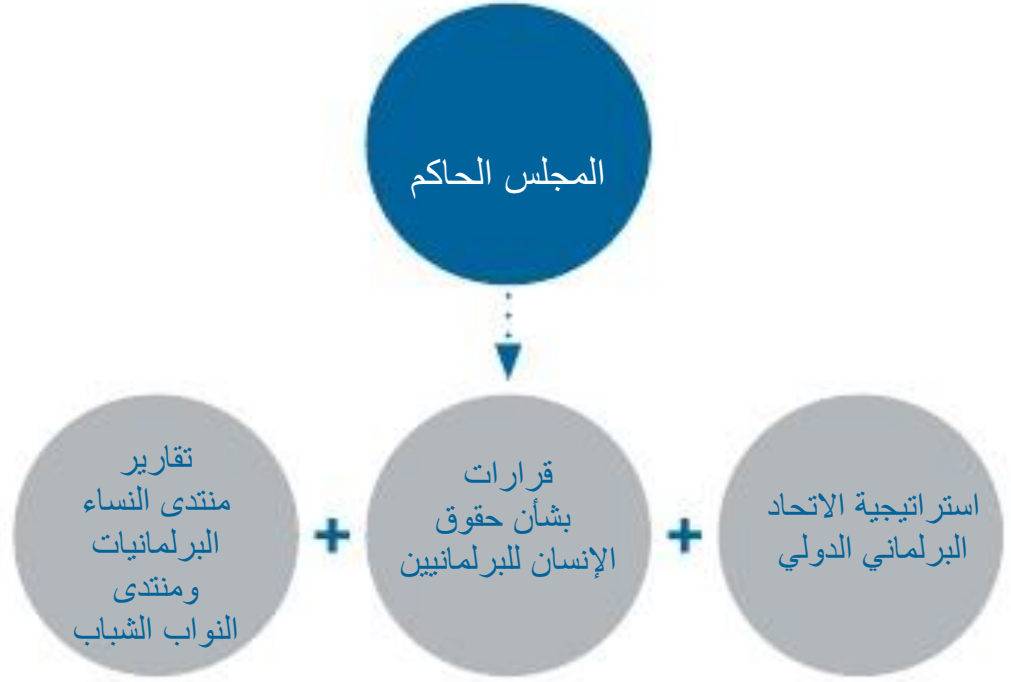 المجلس الحاكم
استراتيجية الاتحاد
البرلماني الدولي
+
قرارات
بشأن حقوق
الإنسان للبرلمانيين
+
تقارير
منتدى النساء
البرلمانيات
ومنتدى
النواب الشباب